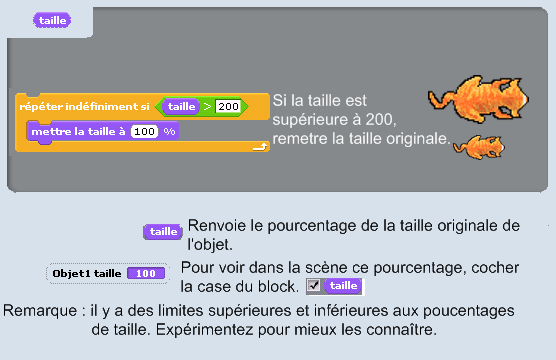 taille
répéter indéfiniment si taille > 200
mettre la taille à 100 %
Si la taille est
supérieure à 200,
remetre la taille originale.
taille Renvoie le pourcentage de la taille originale de
l'objet.
Objet1 taille 100
Pour voir dans la scène ce pourcentage, cocher
la case du block. taille
Remarque : il y a des limites supérieures et inférieures aux poucentages
de taille. Expérimentez pour mieux les connaître.